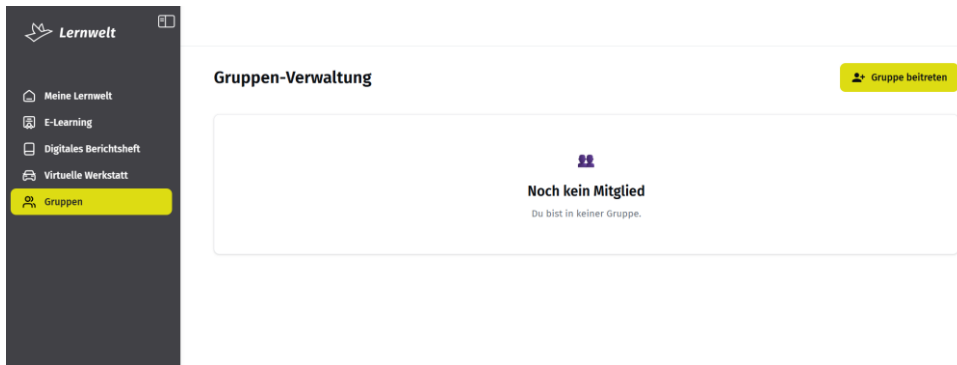 Lernwelt
Meine Lernwelt
E-Learning
Digitales Berichtsheft
Virtuelle Werkstatt
Gruppen
Gruppen-Verwaltung
Gruppe beitreten
Noch kein Mitglied
Du bist in keiner Gruppe.